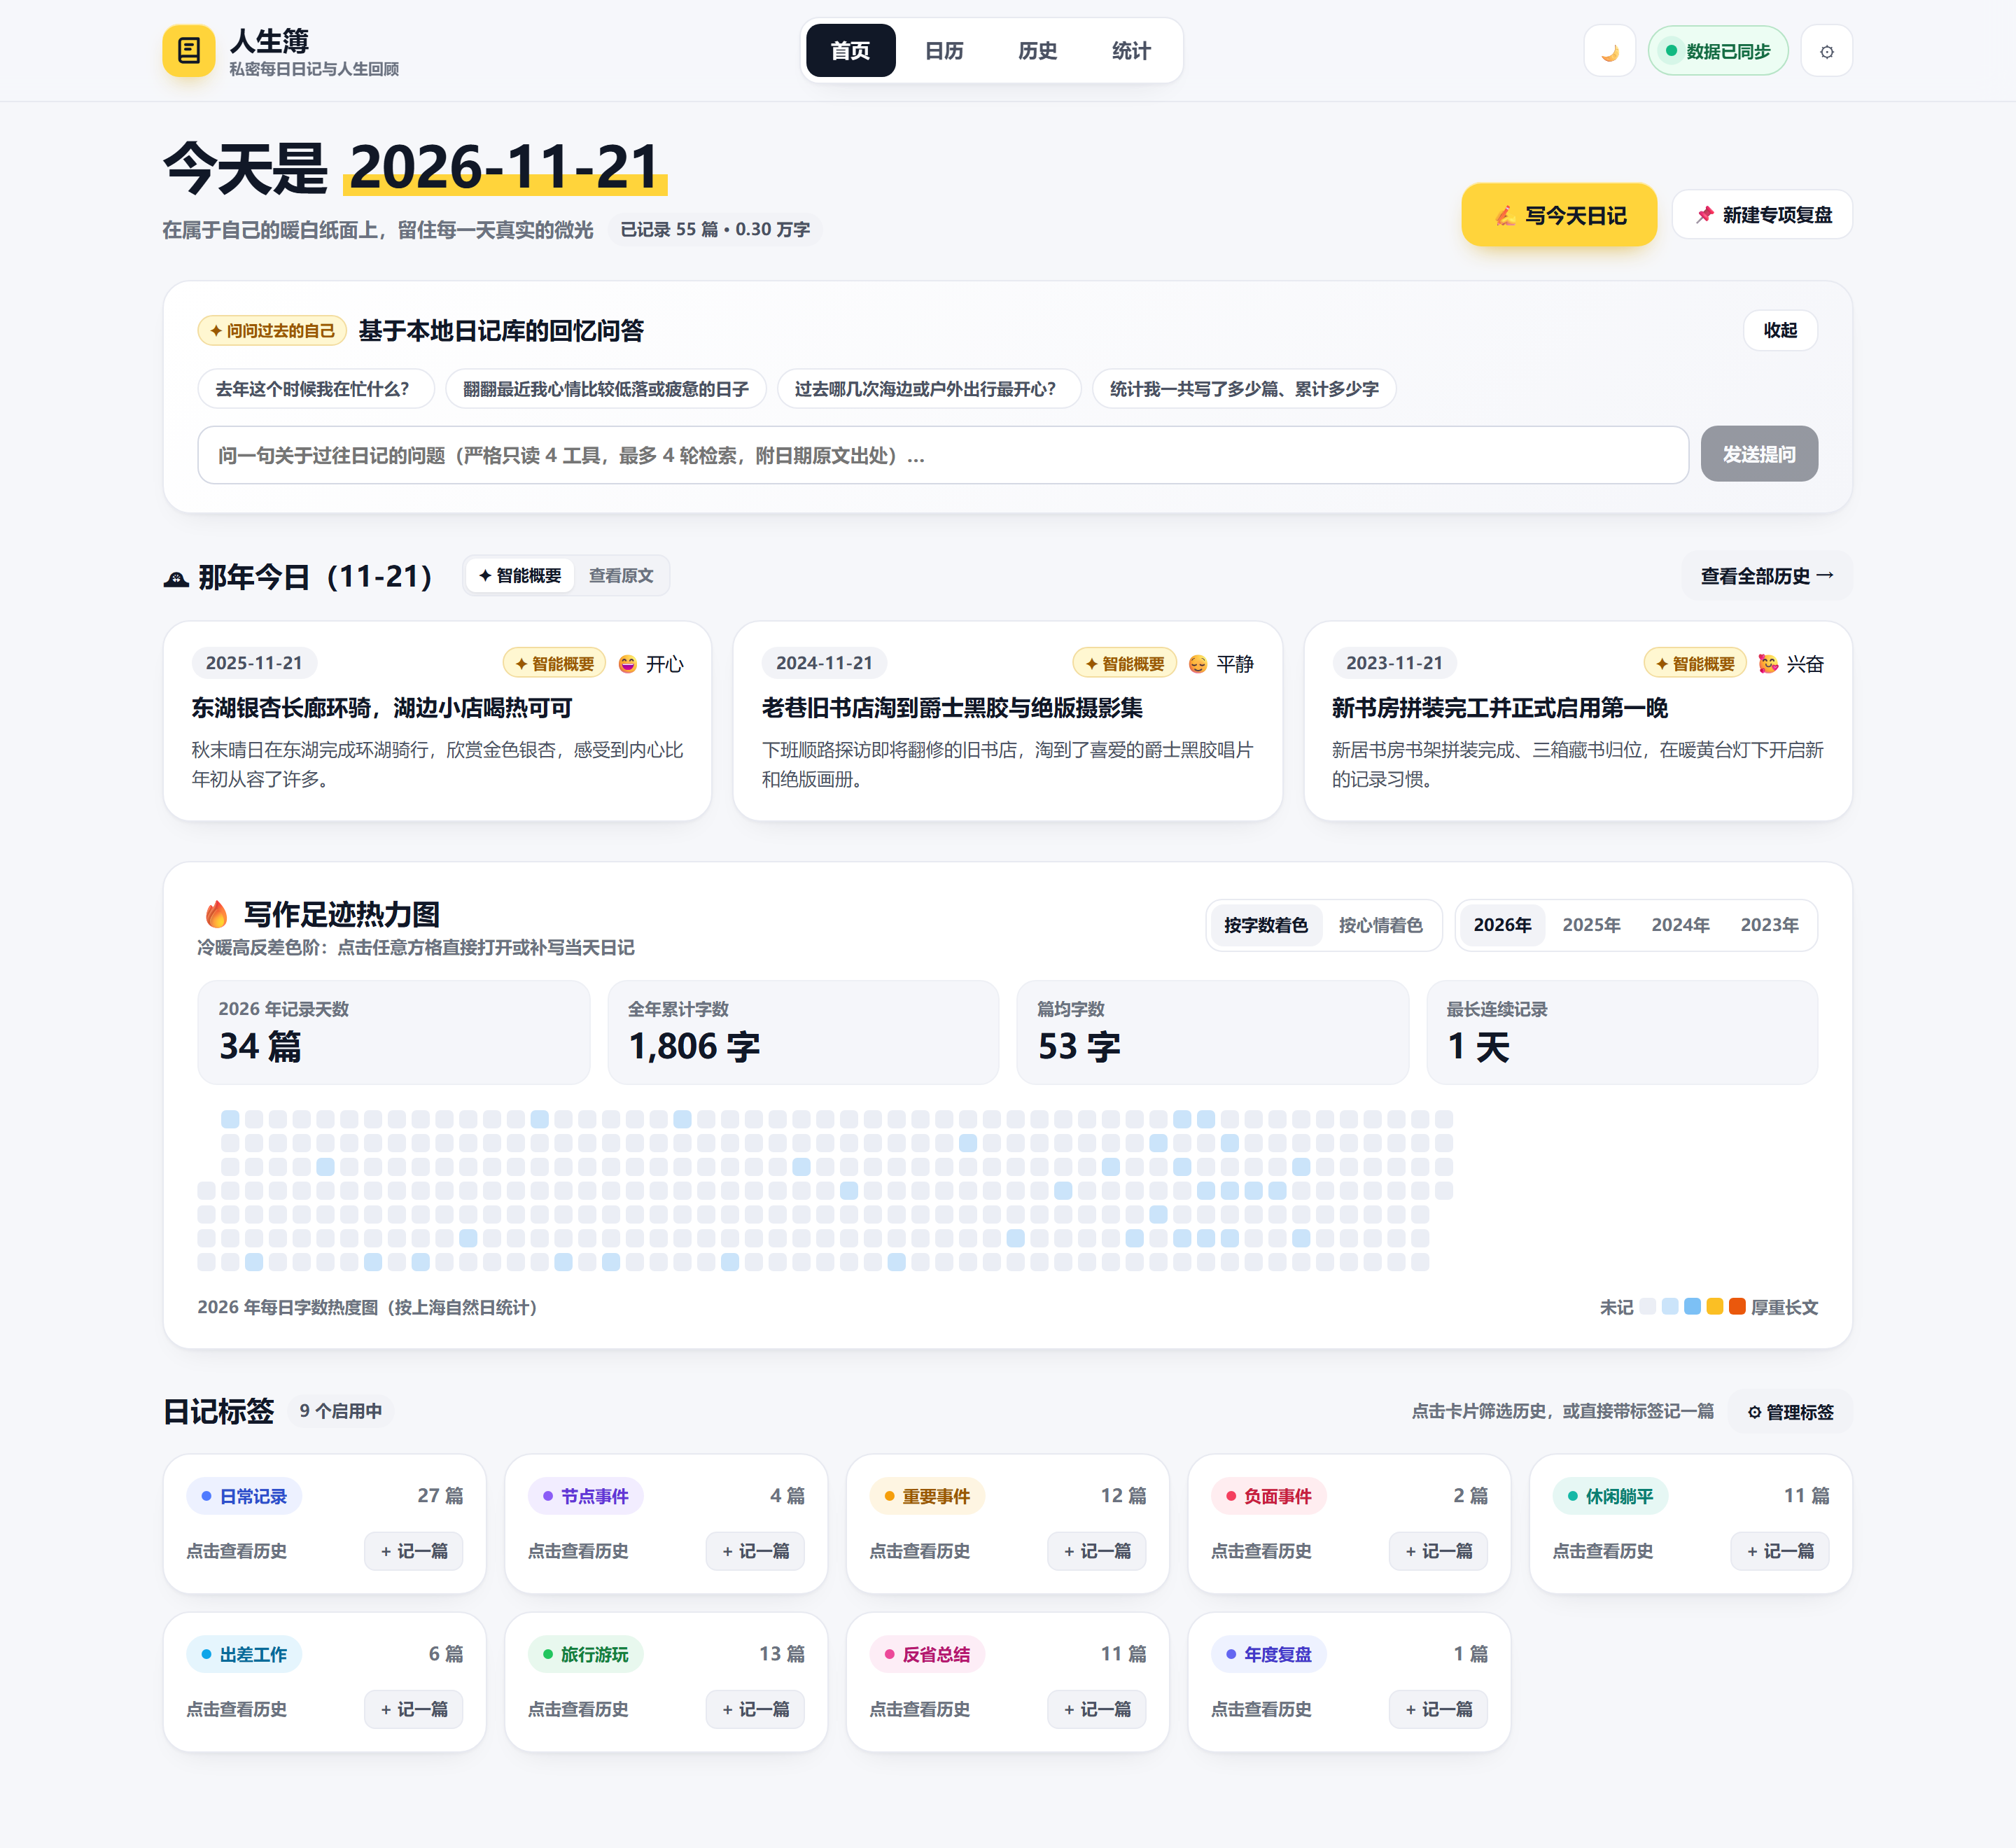 人生簿
私密每日日记与人生回顾
首页 日历 历史 统计
🌙 数据已同步 ⚙
今天是 2026-11-21
在属于自己的暖白纸面上，留住每一天真实的微光 已记录 55 篇 • 0.30 万字
✍ 写今天日记 📌 新建专项复盘
✦ 问问过去的自己 基于本地日记库的回忆问答 收起
去年这个时候我在忙什么？ 翻翻最近我心情比较低落或疲惫的日子 过去哪几次海边或户外出行最开心？ 统计我一共写了多少篇、累计多少字
问一句关于过往日记的问题（严格只读 4 工具，最多 4 轮检索，附日期原文出处）...
发送提问
那年今日（11-21） ✦ 智能概要 查看原文 查看全部历史 →
2025-11-21 ✦ 智能概要 😄 开心
东湖银杏长廊环骑，湖边小店喝热可可
秋末晴日在东湖完成环湖骑行，欣赏金色银杏，感受到内心比
年初从容了许多。
2024-11-21 ✦ 智能概要 😌 平静
老巷旧书店淘到爵士黑胶与绝版摄影集
下班顺路探访即将翻修的旧书店，淘到了喜爱的爵士黑胶唱片
和绝版画册。
2023-11-21 ✦ 智能概要 🥰 兴奋
新书房拼装完工并正式启用第一晚
新居书房书架拼装完成、三箱藏书归位，在暖黄台灯下开启新
的记录习惯。
🔥 写作足迹热力图
冷暖高反差色阶：点击任意方格直接打开或补写当天日记
按字数着色 按心情着色 2026年 2025年 2024年 2023年
2026 年记录天数
34 篇
全年累计字数
1,806 字
篇均字数
53 字
最长连续记录
1 天
2026 年每日字数热度图（按上海自然日统计）
未记 厚重长文
日记标签 9 个启用中
点击卡片筛选历史，或直接带标签记一篇 ⚙ 管理标签
日常记录 27 篇
点击查看历史 + 记一篇
节点事件 4 篇
点击查看历史 + 记一篇
重要事件 12 篇
点击查看历史 + 记一篇
负面事件 2 篇
点击查看历史 + 记一篇
休闲躺平 11 篇
点击查看历史 + 记一篇
出差工作 6 篇
点击查看历史 + 记一篇
旅行游玩 13 篇
点击查看历史 + 记一篇
反省总结 11 篇
点击查看历史 + 记一篇
年度复盘 1 篇
点击查看历史 + 记一篇